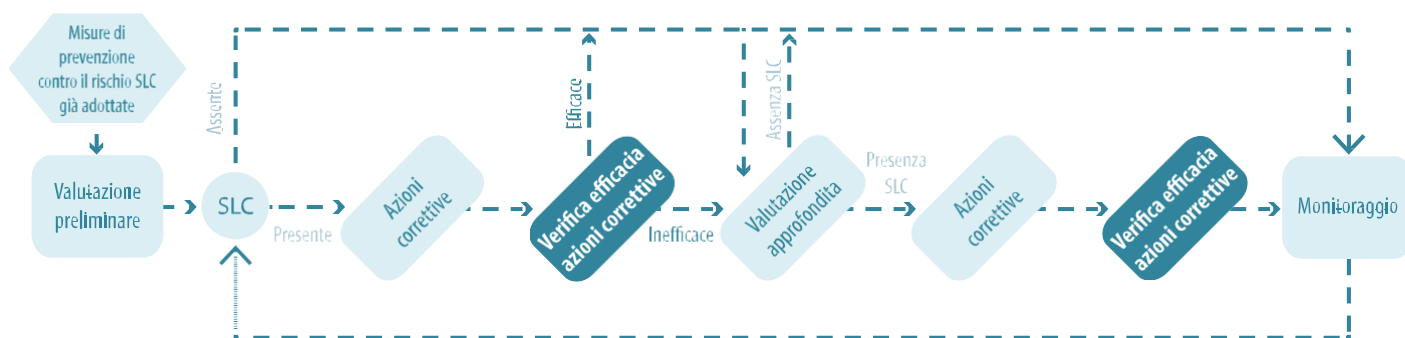 Misure di
prevenzione
contro il rischio SLC
già adottate
Valutazione
preliminare
SLC
Assente
Presente
Azioni
correttive
Verifica efficacia
azioni correttive
Efficace
Inefficace
Valutazione
approfondita
Assenza SLC
Presenza
SLC
Azioni
correttive
Verifica efficacia
azioni correttive
Monitoraggio